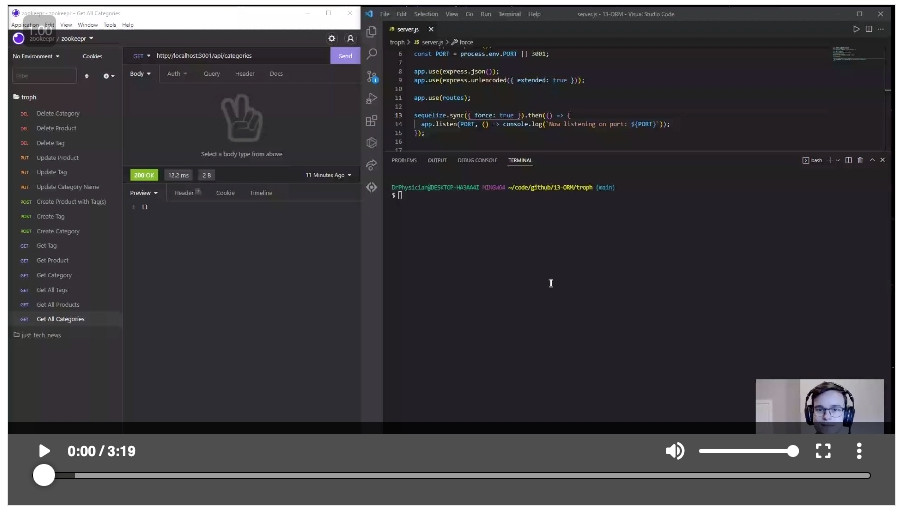 zookeepr – Get All Categories
Application Edit View Window Tools Help
1:00
zookeepr / zookeepr
No Environment Cookies
Filter
troph
DEL Delete Category
DEL Delete Product
DEL Delete Tag
PUT Update Product
PUT Update Tag
PUT Update Category Name
POST Create Product with Tag(s)
POST Create Tag
POST Create Category
GET Get Tag
GET Get Product
GET Get Category
GET Get All Tags
GET Get All Products
GET Get All Categories
just_tech_news
GET http://localhost:3001/api/categories Send
Body Auth Query Header Docs
Select a body type from above
200 OK 12.2 ms 2 B 11 Minutes Ago
Preview Header Cookie Timeline
1 []
File Edit Selection View Go Run Terminal Help server.js - 13-ORM - Visual Studio Code
JS server.js
troph > JS server.js > force
6 const PORT = process.env.PORT || 3001;
7
8 app.use(express.json());
9 app.use(express.urlencoded({ extended: true }));
10
11 app.use(routes);
12
13 sequelize.sync({ force: true }).then(() => {
14 app.listen(PORT, () => console.log(`Now listening on port: ${PORT}`));
15 });
16
17
PROBLEMS OUTPUT DEBUG CONSOLE TERMINAL bash
DrPhysician@DESKTOP-HA3RA4I MINGW64 ~/code/github/13-ORM/troph (main)
$
0:00 / 3:19